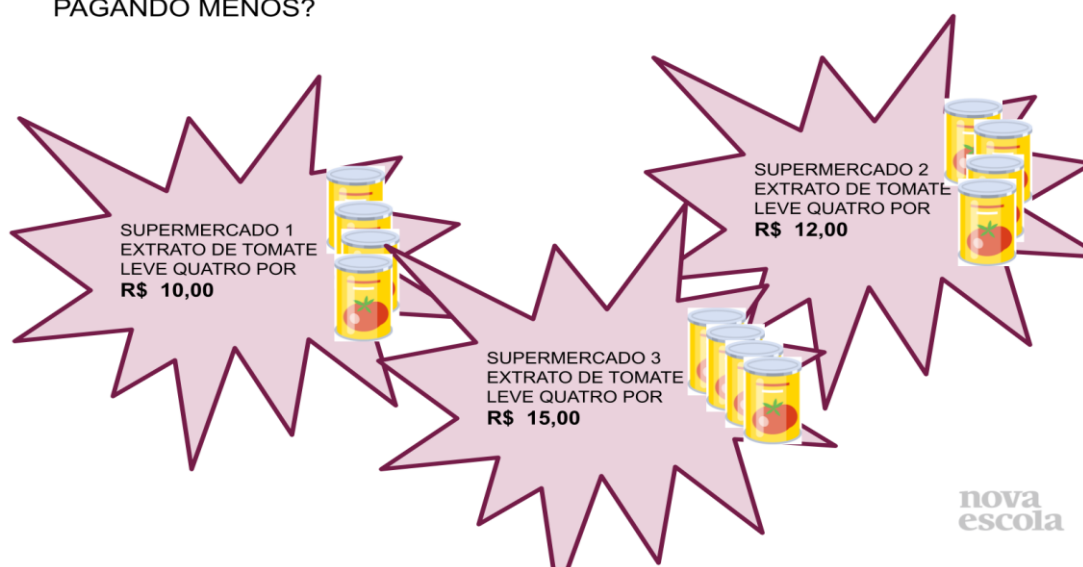 PAGANDO MENOS?
SUPERMERCADO 1
EXTRATO DE TOMATE
LEVE QUATRO POR
R$ 10,00
SUPERMERCADO 2
EXTRATO DE TOMATE
LEVE QUATRO POR
R$ 12,00
SUPERMERCADO 3
EXTRATO DE TOMATE
LEVE QUATRO POR
R$ 15,00
nova
escola